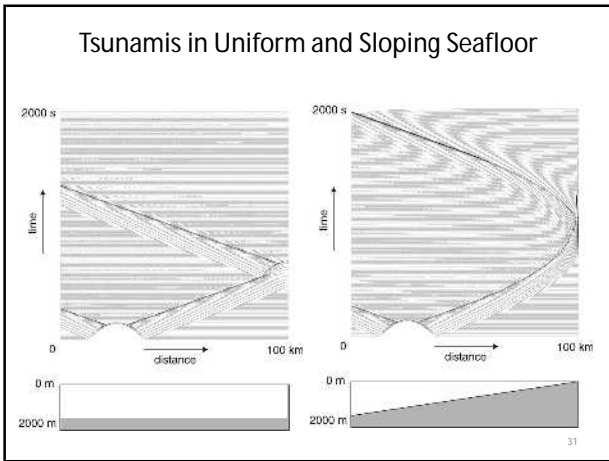 Tsunamis in Uniform and Sloping Seafloor
2000 s
time
0
distance
100 km
0 m
2000 m
2000 s
time
0
distance
100 km
0 m
2000 m
31